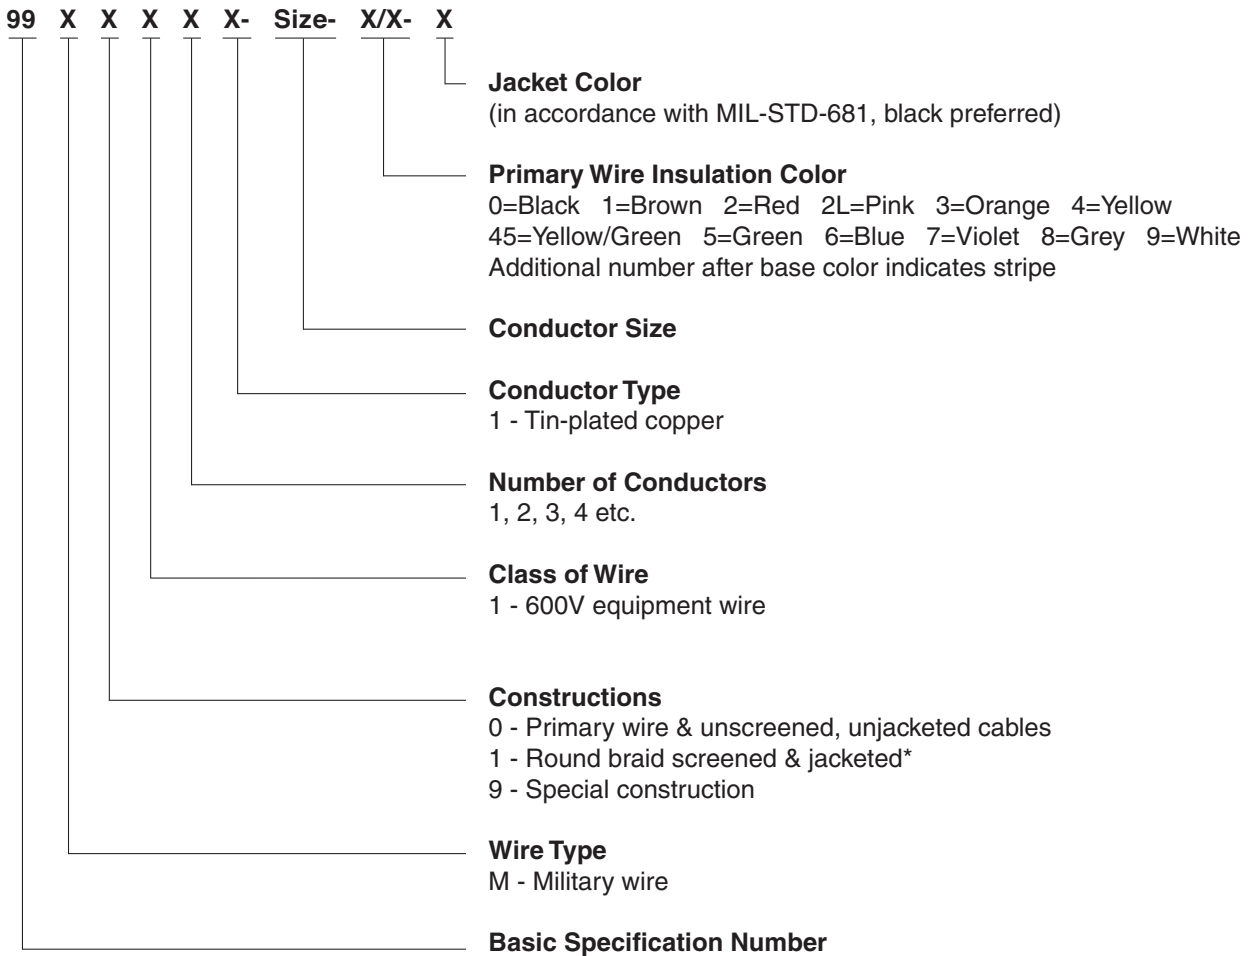 99 X X X X X- Size- X/X- X
Jacket Color
(in accordance with MIL-STD-681, black preferred)
Primary Wire Insulation Color
0=Black 1=Brown 2=Red 2L=Pink 3=Orange 4=Yellow
45=Yellow/Green 5=Green 6=Blue 7=Violet 8=Grey 9=White
Additional number after base color indicates stripe
Conductor Size
Conductor Type
1 - Tin-plated copper
Number of Conductors
1, 2, 3, 4 etc.
Class of Wire
1 - 600V equipment wire
Constructions
0 - Primary wire & unscreened, unjacketed cables
1 - Round braid screened & jacketed*
9 - Special construction
Wire Type
M - Military wire
Basic Specification Number